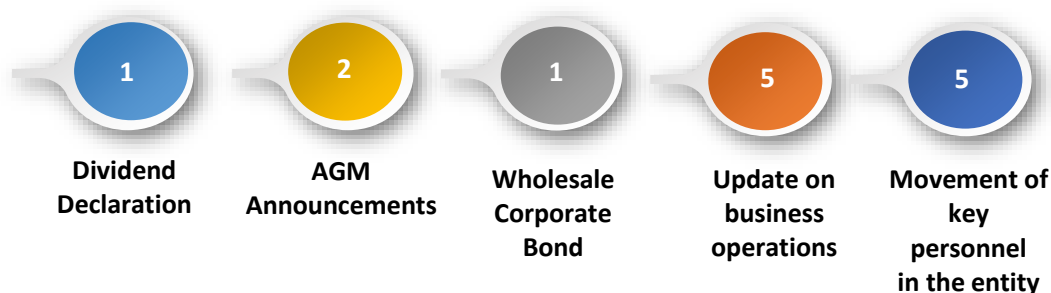 1
Dividend
Declaration
2
AGM
Announcements
1
Wholesale
Corporate
Bond
5
Update on
business
operations
5
Movement of
key
personnel
in the entity